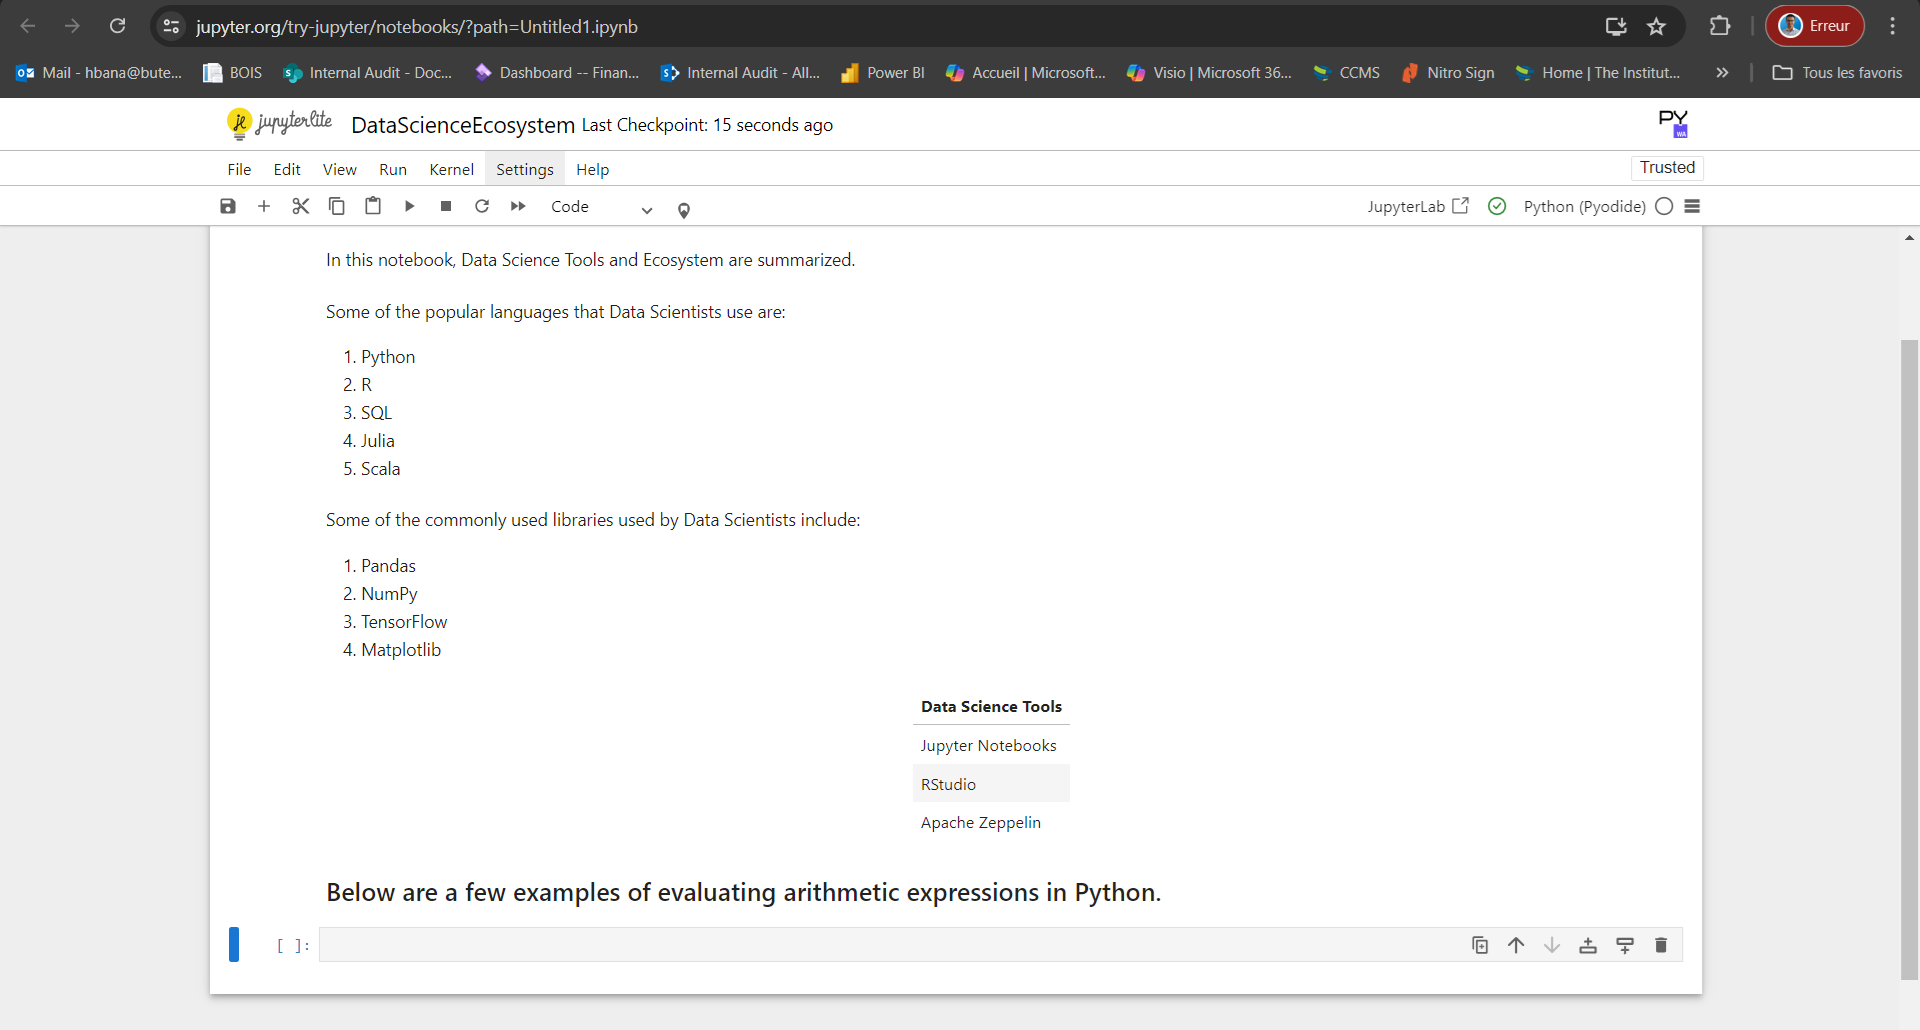 jupyter.org/try-jupyter/notebooks/?path=Untitled1.ipynb
Erreur
Mail - hbana@bute...
BOIS
Internal Audit - Doc...
Dashboard -- Finan...
Internal Audit - All...
Power BI
Accueil | Microsoft...
Visio | Microsoft 36...
CCMS
Nitro Sign
Home | The Institut...
Tous les favoris
jupyterlite DataScienceEcosystem Last Checkpoint: 15 seconds ago
PY
WA
File Edit View Run Kernel Settings Help
Trusted
Code
JupyterLab
Python (Pyodide)
In this notebook, Data Science Tools and Ecosystem are summarized.
Some of the popular languages that Data Scientists use are:
1. Python
2. R
3. SQL
4. Julia
5. Scala
Some of the commonly used libraries used by Data Scientists include:
1. Pandas
2. NumPy
3. TensorFlow
4. Matplotlib
Data Science Tools
Jupyter Notebooks
RStudio
Apache Zeppelin
Below are a few examples of evaluating arithmetic expressions in Python.
[ ]: